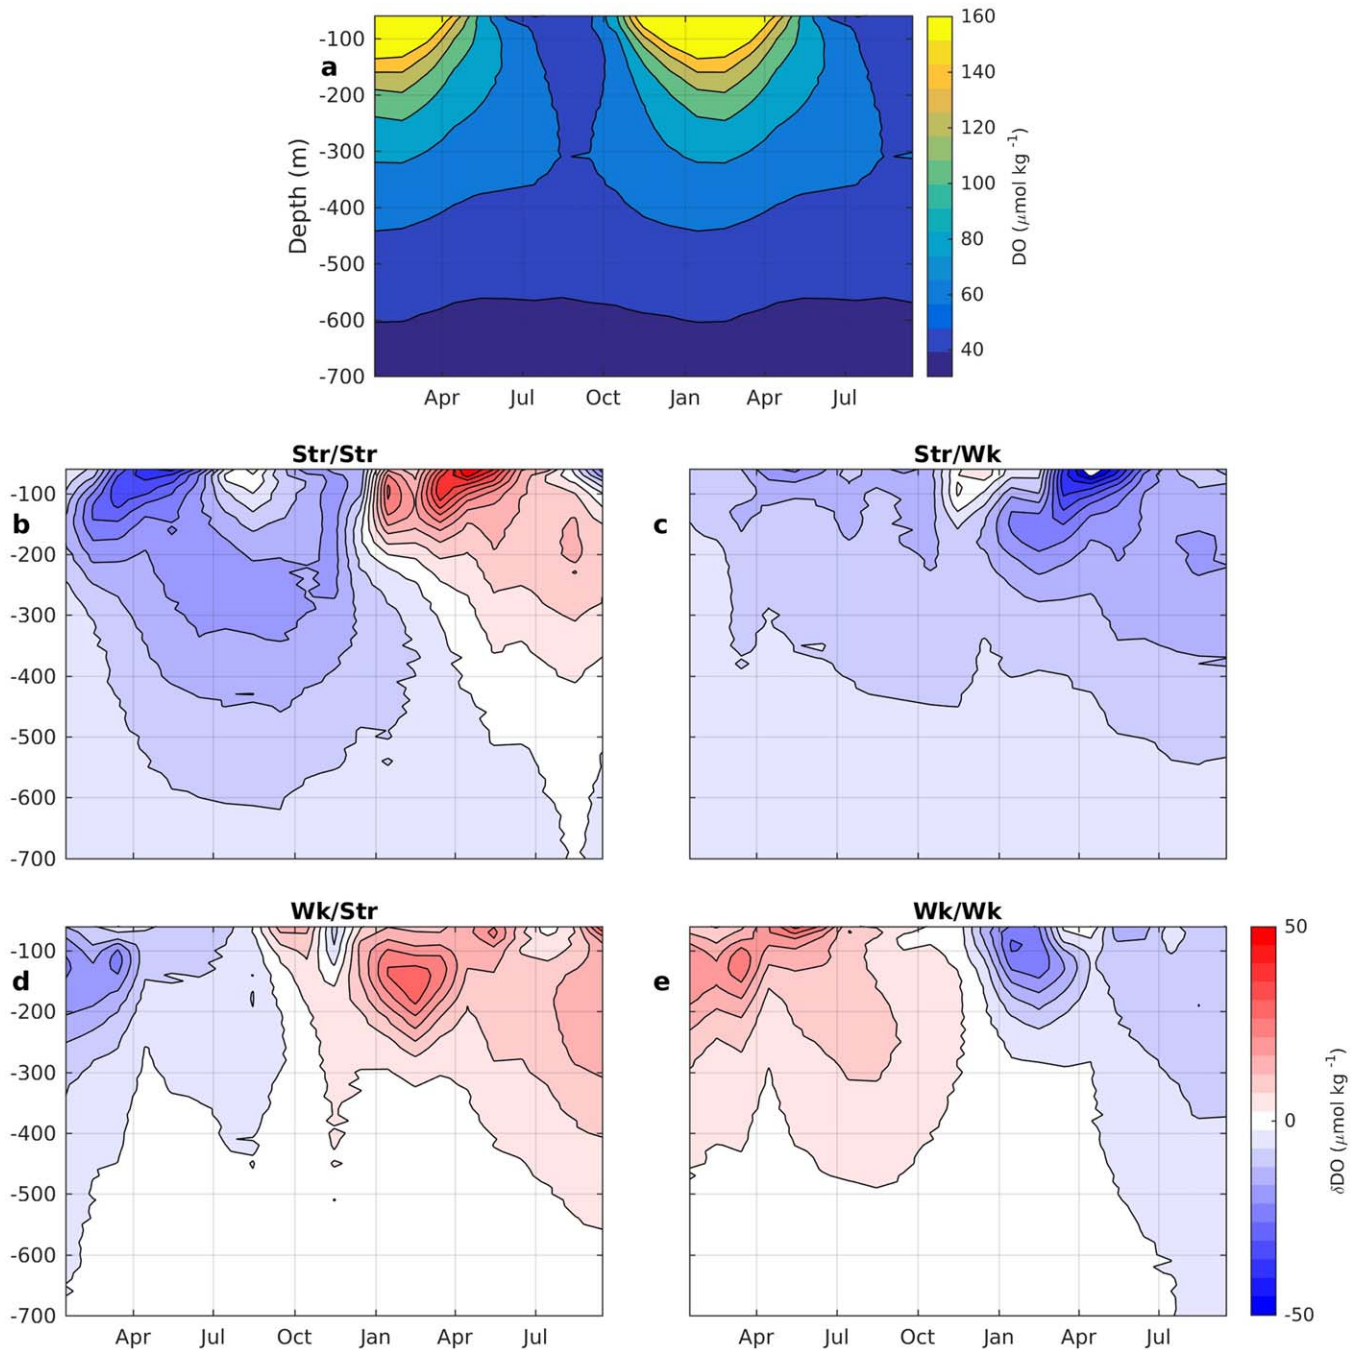 a
Depth (m)
-100
-200
-300
-400
-500
-600
-700
Apr
Jul
Oct
Jan
Apr
Jul
160
140
120
100
80
60
40
DO (μmol kg -1)
Str/Str
b
-100
-200
-300
-400
-500
-600
-700
Str/Wk
c
Wk/Str
d
-100
-200
-300
-400
-500
-600
-700
Apr
Jul
Oct
Jan
Apr
Jul
Wk/Wk
e
Apr
Jul
Oct
Jan
Apr
Jul
50
0
-50
δDO (μmol kg -1)